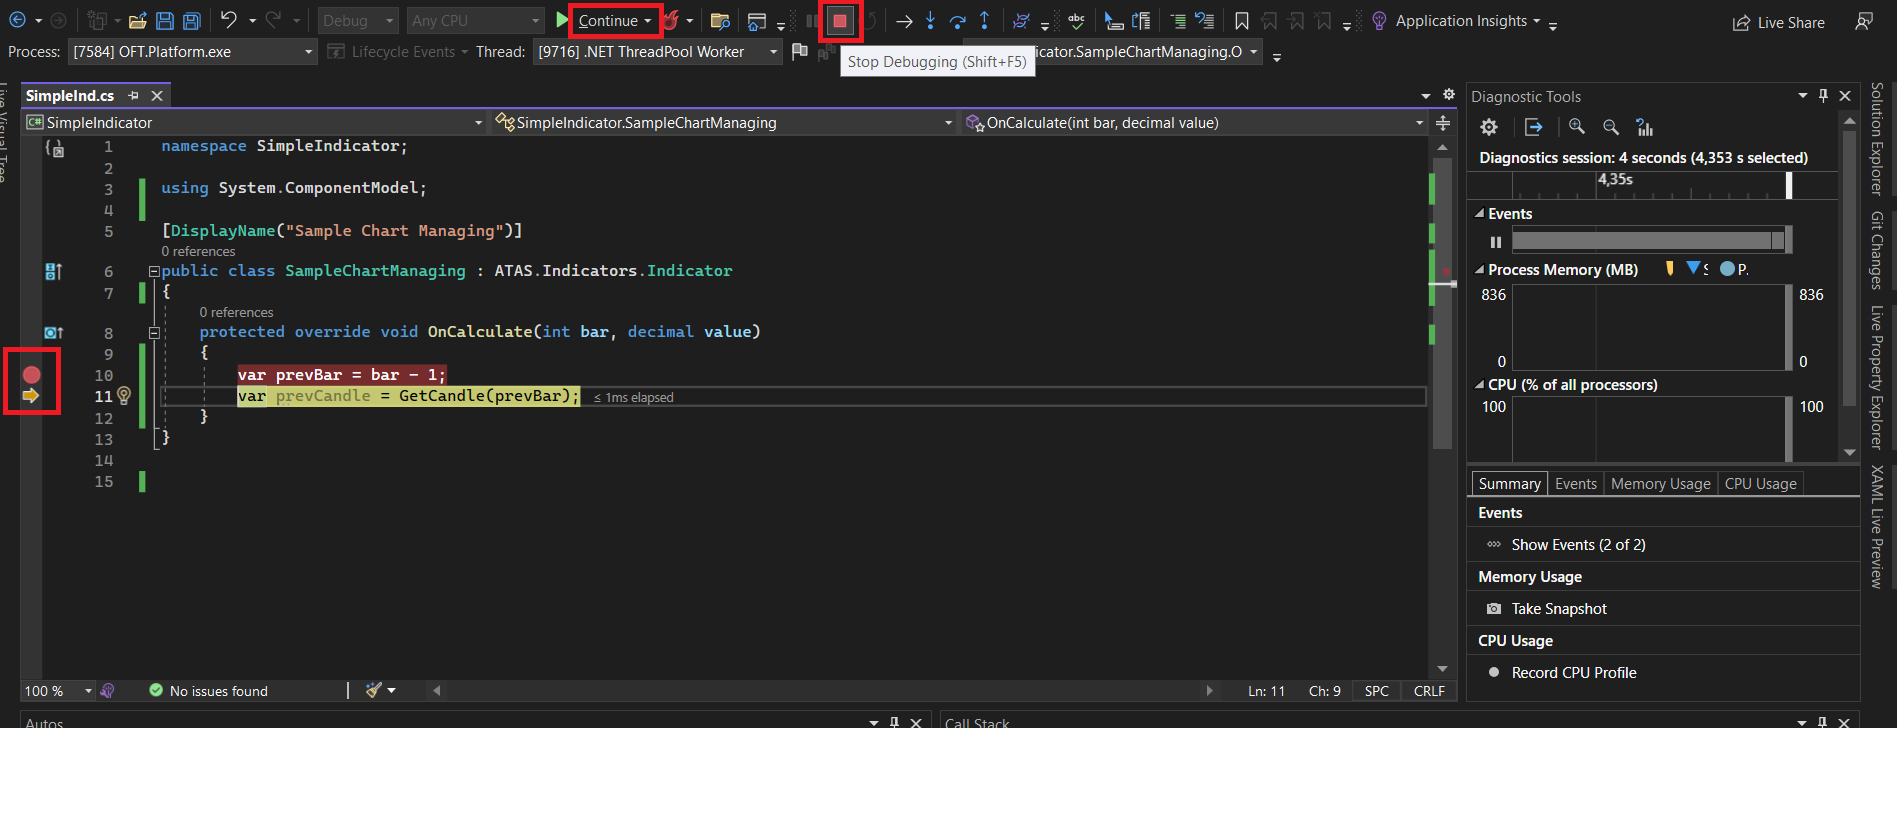 Debug
Any CPU
Continue
Application Insights
Live Share
Process:
[7584] OFT.Platform.exe
Lifecycle Events
Thread:
[9716] .NET ThreadPool Worker
icator.SampleChartManaging.O
Stop Debugging (Shift+F5)
SimpleInd.cs
SimpleIndicator
SimpleIndicator.SampleChartManaging
OnCalculate(int bar, decimal value)
1 namespace SimpleIndicator;
2
3 using System.ComponentModel;
4
5 [DisplayName("Sample Chart Managing")]
0 references
6 public class SampleChartManaging : ATAS.Indicators.Indicator
7 {
0 references
8 protected override void OnCalculate(int bar, decimal value)
9 {
10 var prevBar = bar - 1;
11 var prevCandle = GetCandle(prevBar); ≤ 1ms elapsed
12 }
13 }
14
15
100 %
No issues found
Ln: 11
Ch: 9
SPC
CRLF
Autos
Call Stack
Diagnostic Tools
Diagnostics session: 4 seconds (4,353 s selected)
4,35s
Events
Process Memory (MB)
S
P.
836
836
0
0
CPU (% of all processors)
100
100
Summary
Events
Memory Usage
CPU Usage
Events
Show Events (2 of 2)
Memory Usage
Take Snapshot
CPU Usage
Record CPU Profile
Solution Explorer
Git Changes
Live Property Explorer
XAML Live Preview
Live Visual Tree